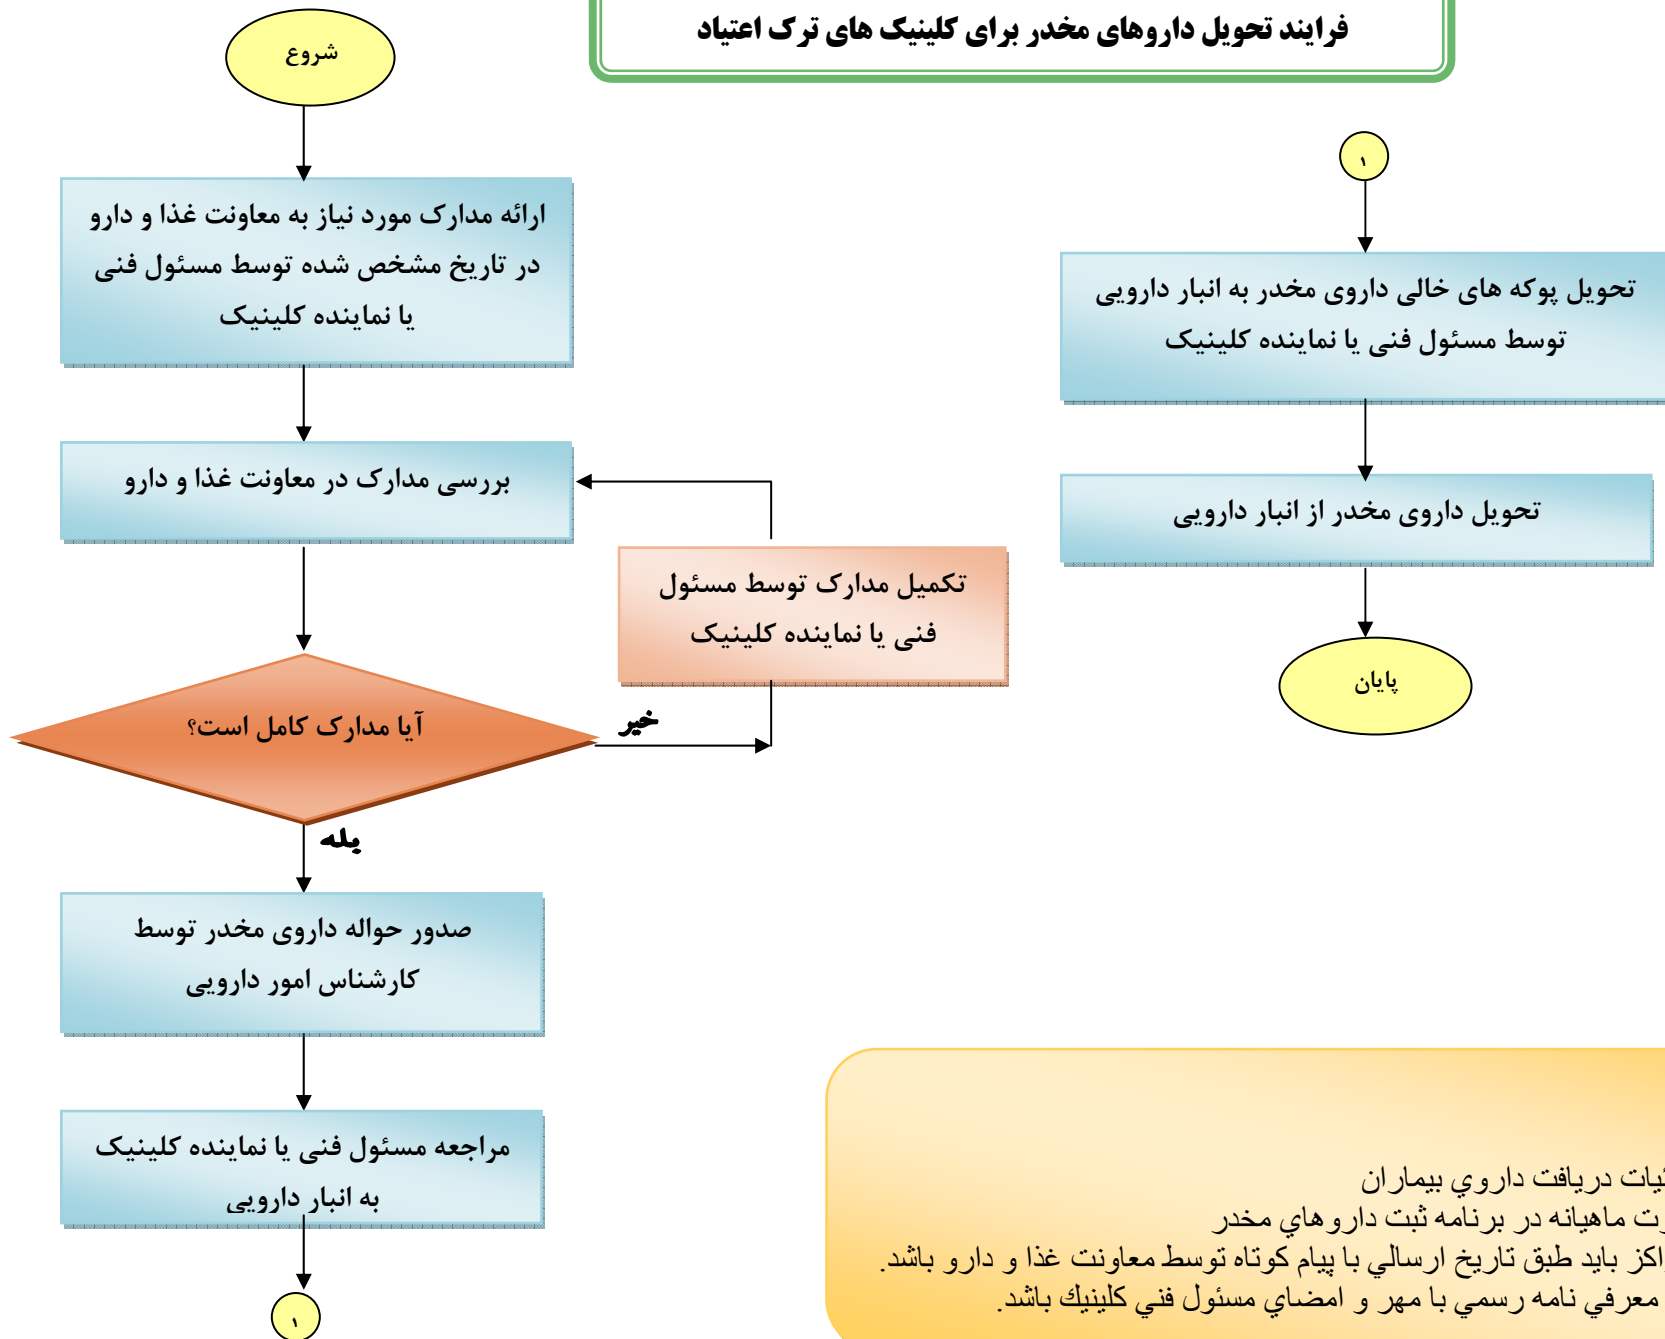 فرایند تحویل داروهای مخدر برای کلینیک های ترک اعتیاد
شروع
ارائه مدارک مورد نیاز به معاونت غذا و دارو
در تاریخ مشخص شده توسط مسئول فنی
یا نماینده کلینیک
بررسی مدارک در معاونت غذا و دارو
تکمیل مدارک توسط مسئول
فنی یا نماینده کلینیک
آیا مدارک کامل است؟
خیر
بله
صدور حواله داروی مخدر توسط
کارشناس امور دارویی
مراجعه مسئول فنی یا نماینده کلینیک
به انبار دارویی
۱
۱
تحویل پوکه های خالی داروی مخدر به انبار دارویی
توسط مسئول فنی یا نماینده کلینیک
تحویل داروی مخدر از انبار دارویی
پایان
دريافت داروي بيماران
ماهيانه در برنامه ثبت داروهاي مخدر
بايد طبق تاريخ ارسالي با پيام كوتاه توسط معاونت غذا و دارو باشد.
معرفي نامه رسمي با مهر و امضاي مسئول فني كلينيك باشد.